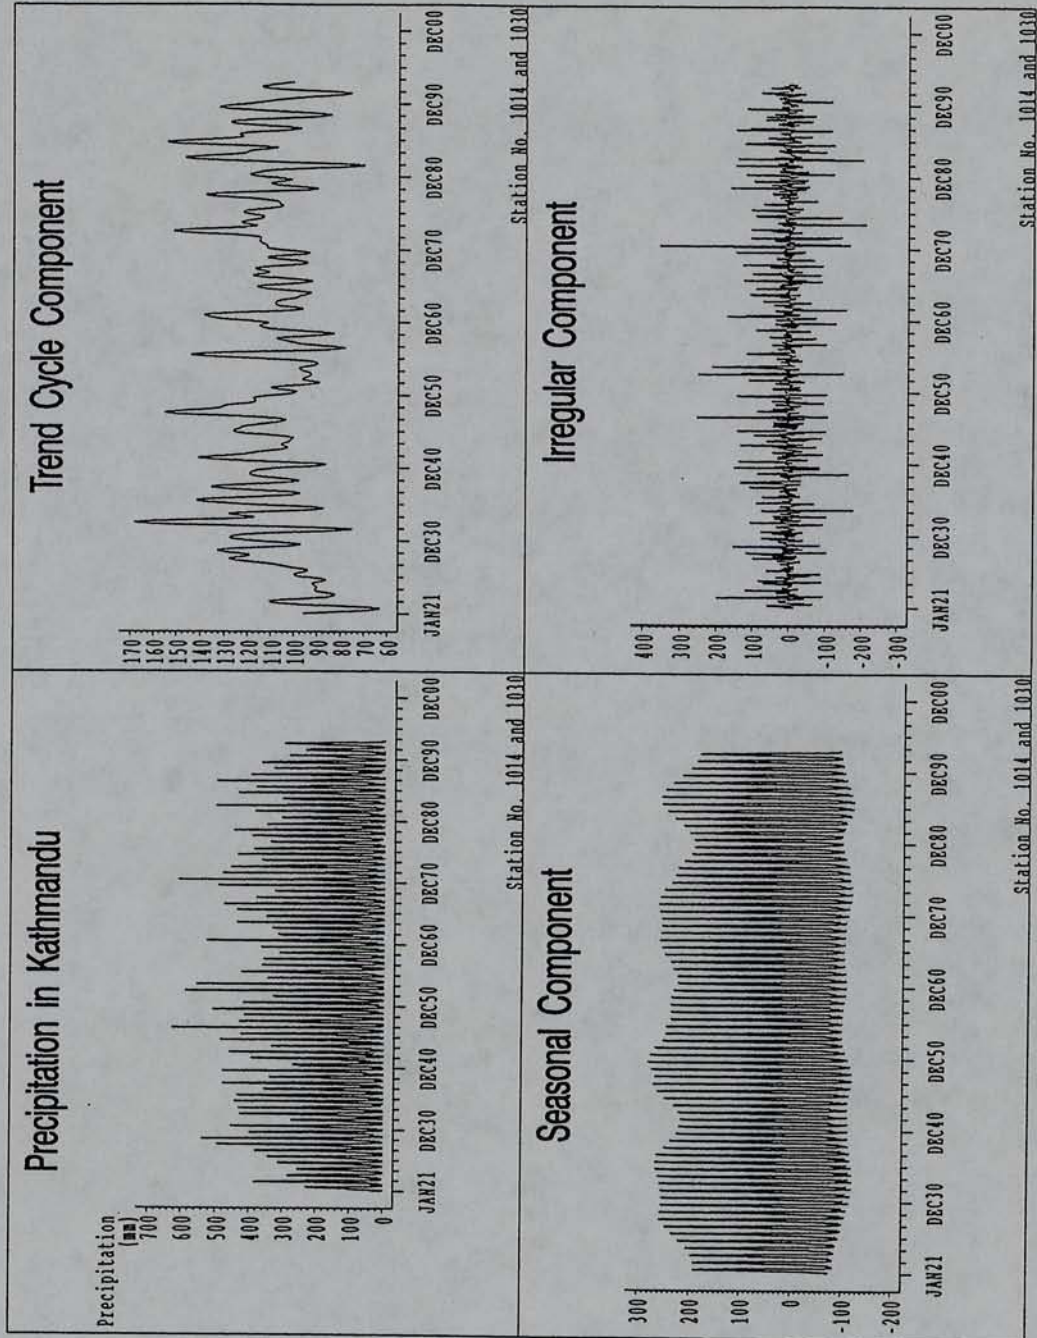 Precipitation in Kathmandu
Precipitation
(mm)
700
600
500
400
300
200
100
0
JAN21 DEC30 DEC40 DEC50 DEC60 DEC70 DEC80 DEC90 DEC00
Station No. 1014 and 1030
Trend Cycle Component
170
160
150
140
130
120
110
100
90
80
70
60
JAN21 DEC30 DEC40 DEC50 DEC60 DEC70 DEC80 DEC90 DEC00
Station No. 1014 and 1030
Seasonal Component
300
200
100
0
-100
-200
JAN21 DEC30 DEC40 DEC50 DEC60 DEC70 DEC80 DEC90 DEC00
Station No. 1014 and 1030
Irregular Component
400
300
200
100
0
-100
-200
-300
JAN21 DEC30 DEC40 DEC50 DEC60 DEC70 DEC80 DEC90 DEC00
Station No. 1014 and 1030